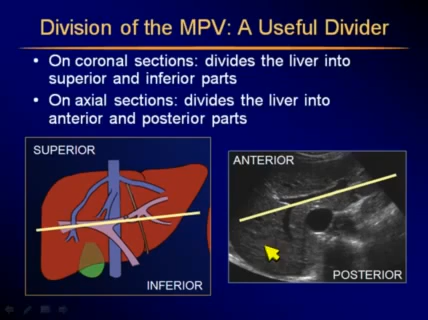 Division of the MPV: A Useful Divider
• On coronal sections: divides the liver into
superior and inferior parts
• On axial sections: divides the liver into
anterior and posterior parts
SUPERIOR
INFERIOR
ANTERIOR
POSTERIOR